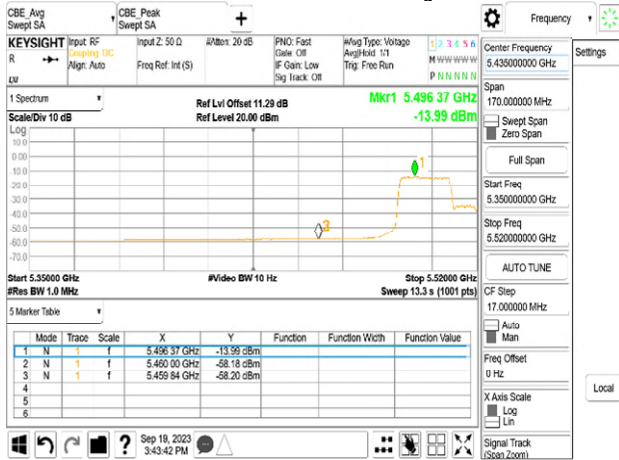 CBE_Avg
Swept SA
CBE_Peak
Swept SA
+
Frequency
KEYSIGHT
R
Input: RF
Coupling: DC
Align: Auto
Input Z: 50 Ω
Freq Ref: Int (S)
#Atten: 20 dB
PNO: Fast
Gate: Off
IF Gain: Low
Sig Track: Off
#Avg Type: Voltage
Avg|Hold: 1/1
Trig: Free Run
1 2 3 4 5 6
M W W W W W
P N N N N N
1 Spectrum
Scale/Div 10 dB
Ref Lvl Offset 11.29 dB
Ref Level 20.00 dBm
Mkr1 5.496 37 GHz
-13.99 dBm
Log
10.0
0.00
-10.0
-20.0
-30.0
-40.0
-50.0
-60.0
-70.0
1
3
Start 5.35000 GHz
#Res BW 1.0 MHz
#Video BW 10 Hz
Stop 5.52000 GHz
Sweep 13.3 s (1001 pts)
5 Marker Table
Mode Trace Scale X Y Function Function Width Function Value
1 N 1 f 5.496 37 GHz -13.99 dBm
2 N 1 f 5.460 00 GHz -58.18 dBm
3 N 1 f 5.459 84 GHz -58.20 dBm
4
5
6
?
Sep 19, 2023
3:43:42 PM
Center Frequency
5.435000000 GHz
Span
170.000000 MHz
Swept Span
Zero Span
Full Span
Start Freq
5.350000000 GHz
Stop Freq
5.520000000 GHz
AUTO TUNE
CF Step
17.000000 MHz
Auto
Man
Freq Offset
0 Hz
X Axis Scale
Log
Lin
Signal Track
(Span Zoom)
Settings
Local